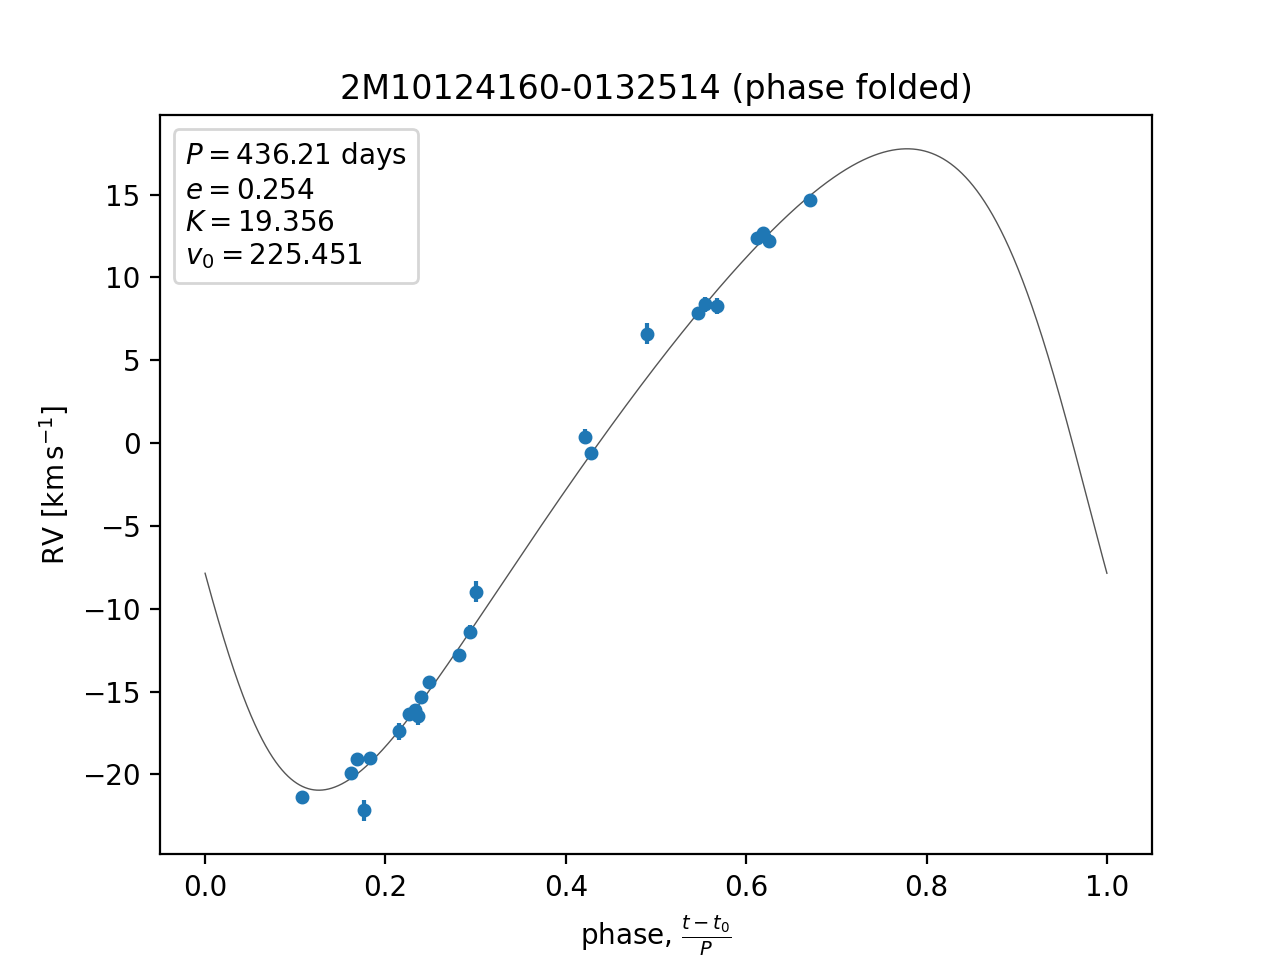 2M10124160-0132514 (phase folded)
P = 436.21 days
e = 0.254
K = 19.356
v₀ = 225.451
15
10
5
0
−5
−10
−15
−20
RV [km s⁻¹]
0.0 0.2 0.4 0.6 0.8 1.0
phase, (t − t₀)/P